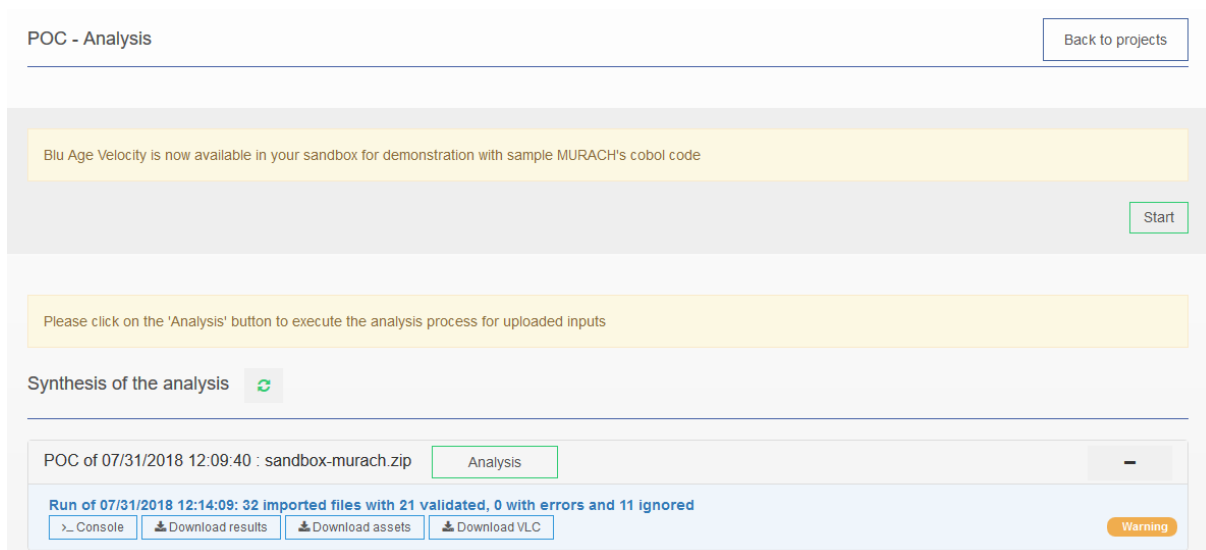 POC - Analysis
Back to projects
Blu Age Velocity is now available in your sandbox for demonstration with sample MURACH's cobol code
Start
Please click on the 'Analysis' button to execute the analysis process for uploaded inputs
Synthesis of the analysis
POC of 07/31/2018 12:09:40 : sandbox-murach.zip
Analysis
Run of 07/31/2018 12:14:09: 32 imported files with 21 validated, 0 with errors and 11 ignored
>_ Console
Download results
Download assets
Download VLC
Warning